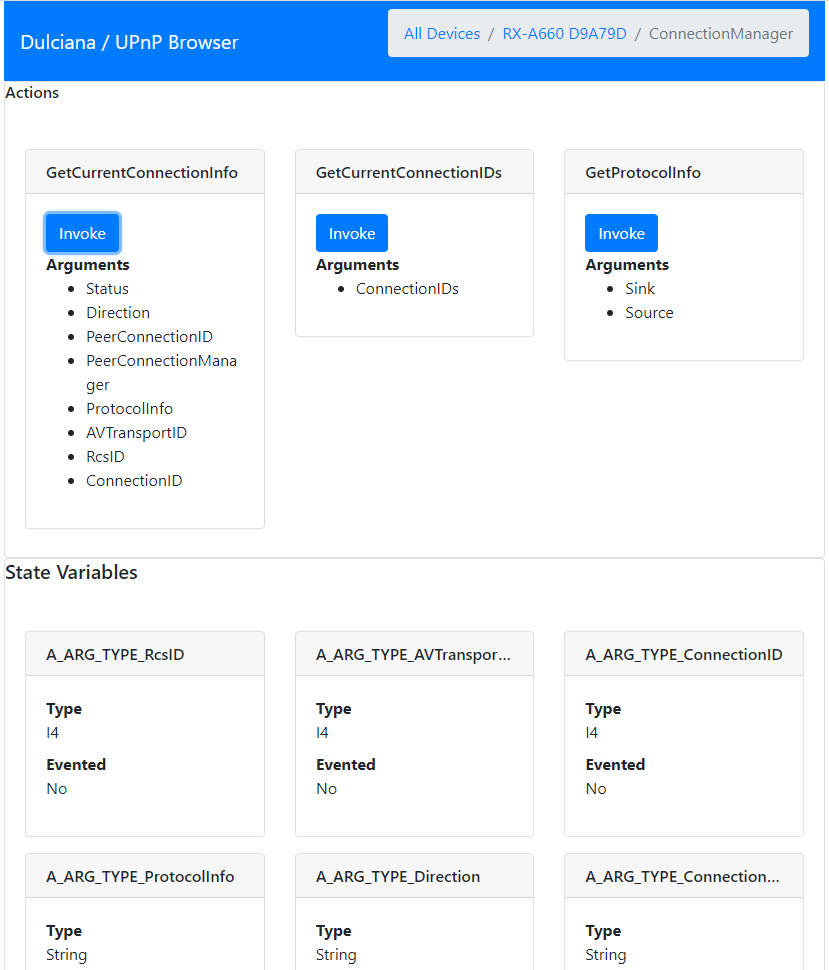 Dulciana / UPnP Browser
All Devices / RX-A660 D9A79D / ConnectionManager
Actions
GetCurrentConnectionInfo
Invoke
Arguments
Status
Direction
PeerConnectionID
PeerConnectionMana
ger
ProtocolInfo
AVTransportID
RcsID
ConnectionID
GetCurrentConnectionIDs
Invoke
Arguments
ConnectionIDs
GetProtocolInfo
Invoke
Arguments
Sink
Source
State Variables
A_ARG_TYPE_RcsID
Type
I4
Evented
No
A_ARG_TYPE_AVTranspor...
Type
I4
Evented
No
A_ARG_TYPE_ConnectionID
Type
I4
Evented
No
A_ARG_TYPE_ProtocolInfo
Type
String
A_ARG_TYPE_Direction
Type
String
A_ARG_TYPE_Connection...
Type
String